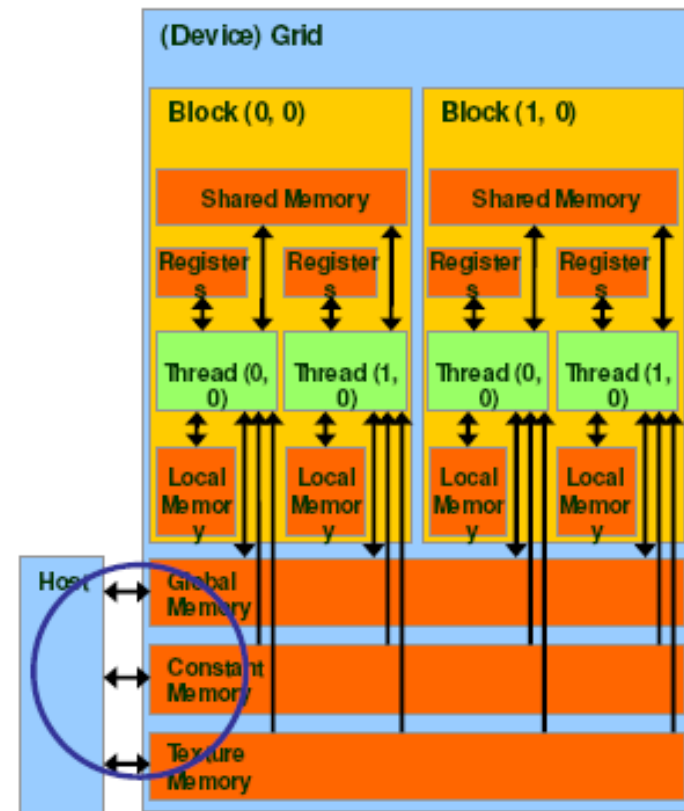 (Device) Grid
Block (0, 0)
Block (1, 0)
Shared Memory
Shared Memory
Register
s
Register
s
Register
s
Register
s
Thread (0,
0)
Thread (1,
0)
Thread (0,
0)
Thread (1,
0)
Local
Memor
y
Local
Memor
y
Local
Memor
y
Local
Memor
y
Host
Global
Memory
Constant
Memory
Texture
Memory